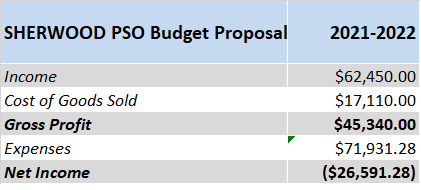 SHERWOOD PSO Budget Proposal 2021-2022
Income $62,450.00
Cost of Goods Sold $17,110.00
Gross Profit $45,340.00
Expenses $71,931.28
Net Income ($26,591.28)